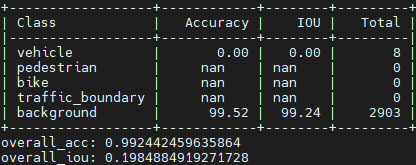 +------------------+----------+-------+-------+
| Class            | Accuracy | IOU   | Total |
|------------------+----------+-------+-------|
| vehicle          | 0.00     | 0.00  | 8     |
| pedestrian       | nan      | nan   | 0     |
| bike             | nan      | nan   | 0     |
| traffic_boundary | nan      | nan   | 0     |
| background       | 99.52    | 99.24 | 2903  |
+------------------+----------+-------+-------+
overall_acc: 0.992442459635864
overall_iou: 0.1984884919271728